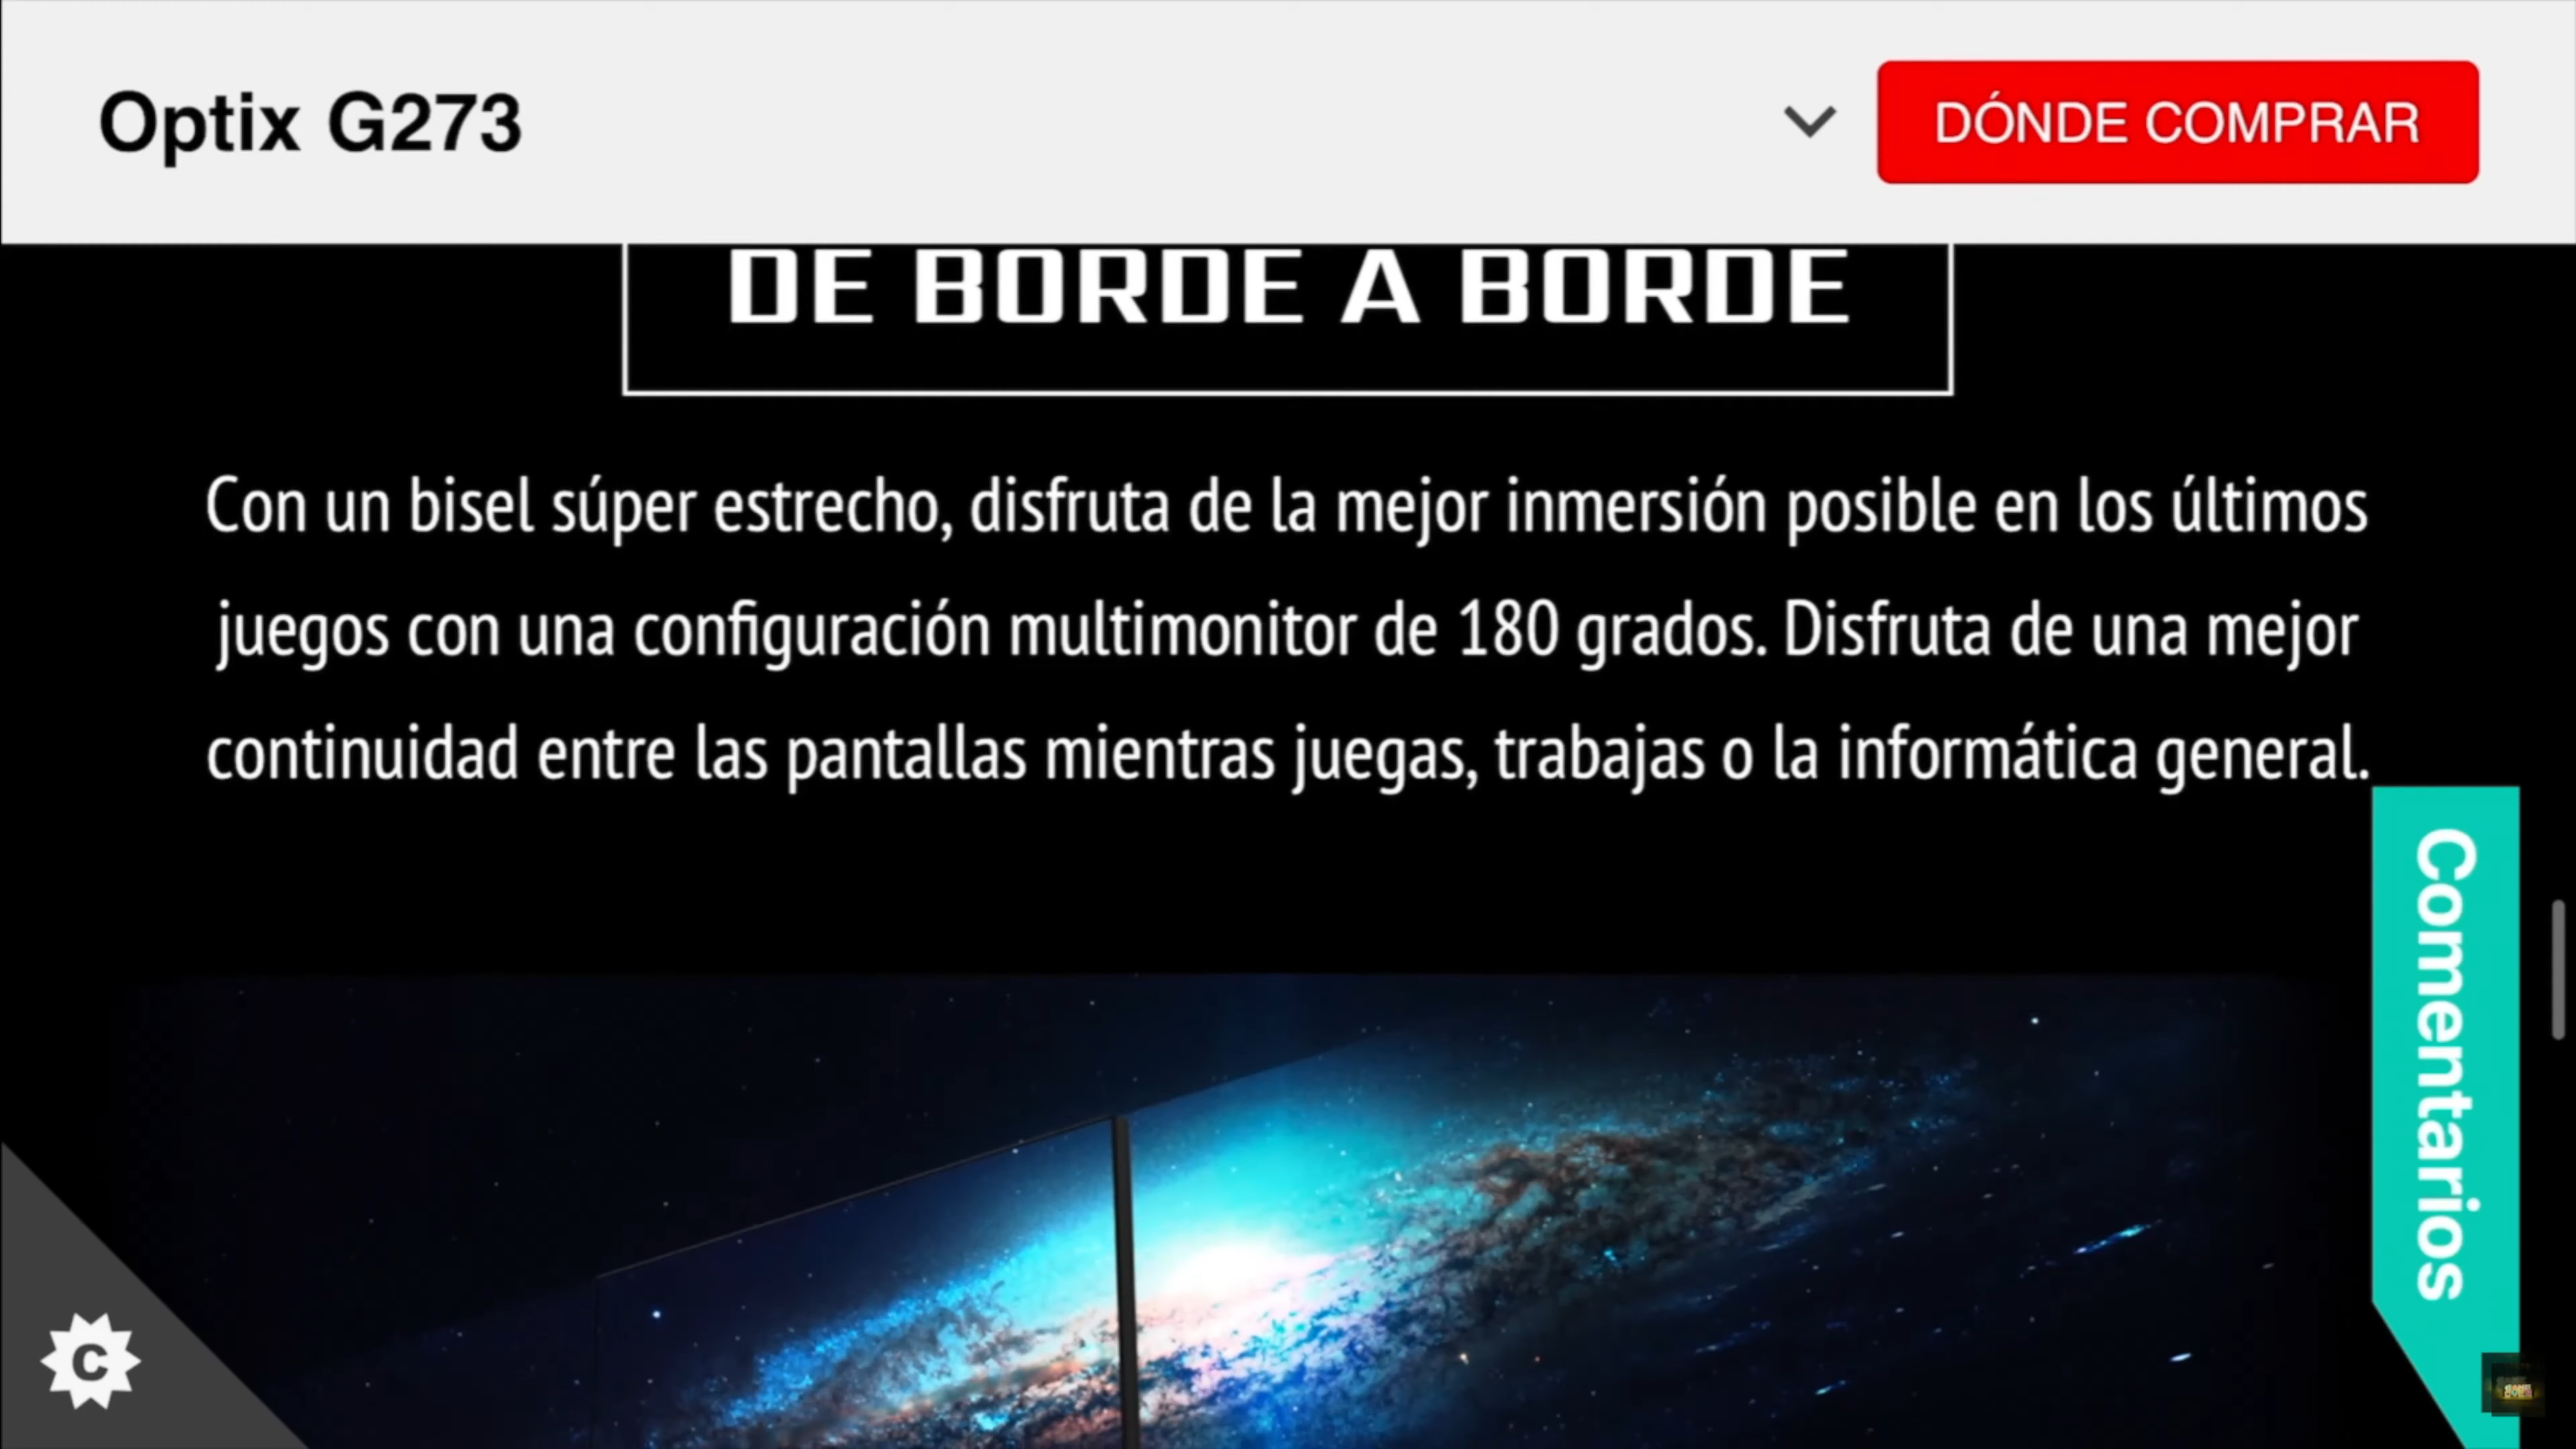 Optix G273
DÓNDE COMPRAR
DE BORDE A BORDE
Con un bisel súper estrecho, disfruta de la mejor inmersión posible en los últimos
juegos con una configuración multimonitor de 180 grados. Disfruta de una mejor
continuidad entre las pantallas mientras juegas, trabajas o la informática general.
Comentarios
C